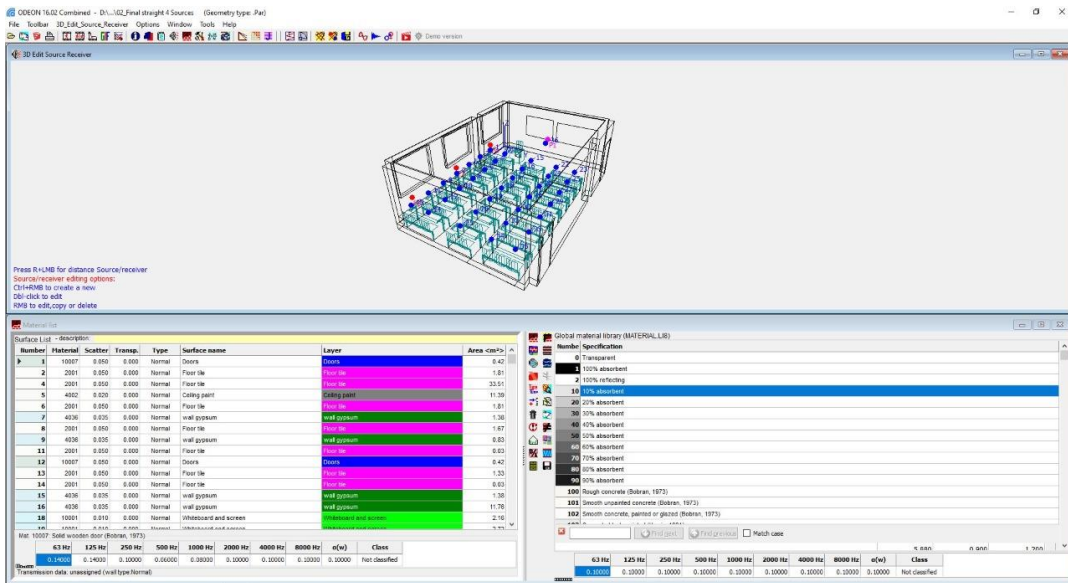 ODEON 16.02 Combined - D:\...\02_Final straight 4 Sources (Geometry type: .Par)
File Toolbar 3D_Edit_Source_Receiver Options Window Tools Help
Demo version
3D Edit Source Receiver
15
22
Press R+LMB for distance Source/receiver
Source/receiver editing options:
Ctrl+RMB to create a new
Dbl-click to edit
RMB to edit,copy or delete
Material list
Surface List - description:
Number Material Scatter Transp. Type Surface name Layer Area <m²>
1 10007 0.050 0.000 Normal Doors Doors 0.42
2 2001 0.050 0.000 Normal Floor tile Floor tile 1.81
4 2001 0.050 0.000 Normal Floor tile Floor tile 33.51
5 4002 0.020 0.000 Normal Ceiling paint Ceiling paint 11.39
6 2001 0.050 0.000 Normal Floor tile Floor tile 1.81
7 4036 0.035 0.000 Normal wall gypsum wall gypsum 1.38
8 2001 0.050 0.000 Normal Floor tile Floor tile 1.67
9 4036 0.035 0.000 Normal wall gypsum wall gypsum 0.83
11 2001 0.050 0.000 Normal Floor tile Floor tile 0.03
12 10007 0.050 0.000 Normal Doors Doors 0.42
13 2001 0.050 0.000 Normal Floor tile Floor tile 1.33
14 2001 0.050 0.000 Normal Floor tile Floor tile 0.03
15 4036 0.035 0.000 Normal wall gypsum wall gypsum 1.38
16 4036 0.035 0.000 Normal wall gypsum wall gypsum 11.76
18 10001 0.010 0.000 Normal Whiteboard and screen Whiteboard and screen 2.16
Mat. 10007 Solid wooden door (Bobran, 1973)
63 Hz 125 Hz 250 Hz 500 Hz 1000 Hz 2000 Hz 4000 Hz 8000 Hz α(w) Class
0.14000 0.14000 0.10000 0.06000 0.08000 0.10000 0.10000 0.10000 0.10000 Not classified
Transmission data: unassigned (wall type:Normal)
Global material library (MATERIAL.LIB)
Numbe Specification
0 Transparent
1 100% absorbent
2 100% reflecting
10 10% absorbent
20 20% absorbent
30 30% absorbent
40 40% absorbent
50 50% absorbent
60 60% absorbent
70 70% absorbent
80 80% absorbent
90 90% absorbent
100 Rough concrete (Bobran, 1973)
101 Smooth unpainted concrete (Bobran, 1973)
102 Smooth concrete, painted or glazed (Bobran, 1973)
Find next Find previous Match case
63 Hz 125 Hz 250 Hz 500 Hz 1000 Hz 2000 Hz 4000 Hz 8000 Hz α(w) Class
0.10000 0.10000 0.10000 0.10000 0.10000 0.10000 0.10000 0.10000 0.10000 Not classified